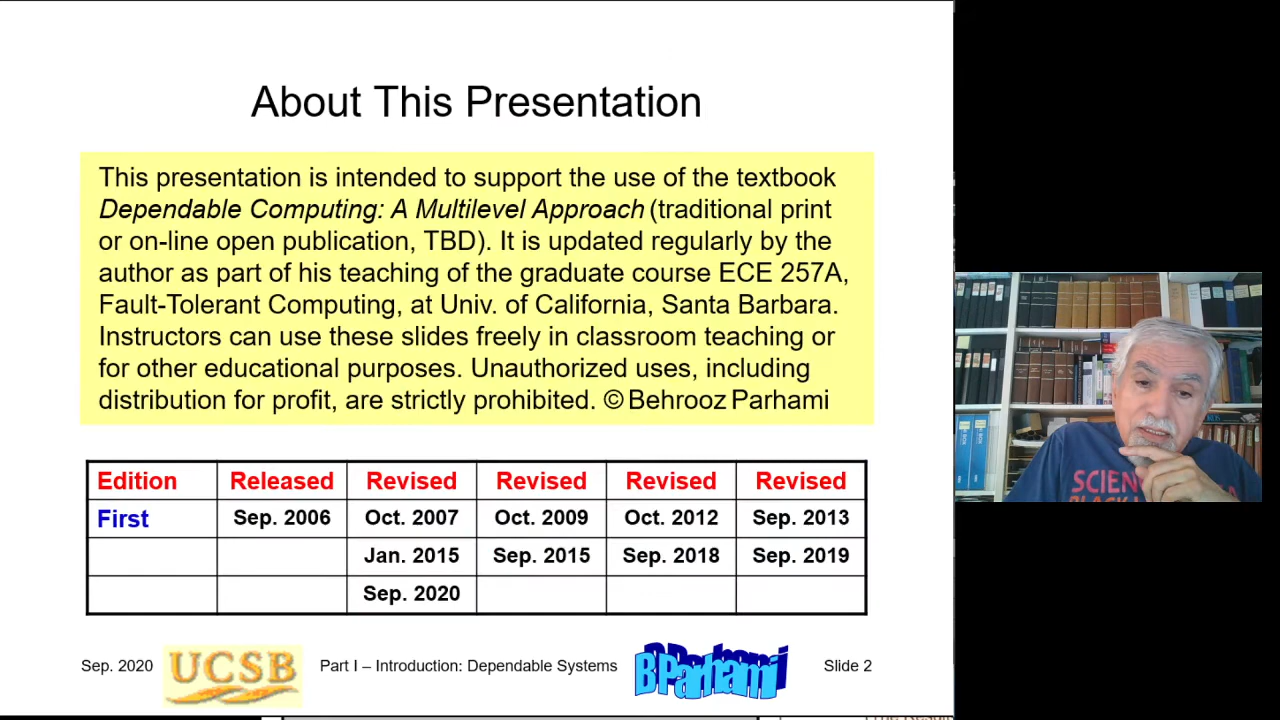 About This Presentation
This presentation is intended to support the use of the textbook
Dependable Computing: A Multilevel Approach (traditional print
or on-line open publication, TBD). It is updated regularly by the
author as part of his teaching of the graduate course ECE 257A,
Fault-Tolerant Computing, at Univ. of California, Santa Barbara.
Instructors can use these slides freely in classroom teaching or
for other educational purposes. Unauthorized uses, including
distribution for profit, are strictly prohibited. © Behrooz Parhami
Edition Released Revised Revised Revised Revised
First Sep. 2006 Oct. 2007 Oct. 2009 Oct. 2012 Sep. 2013
Jan. 2015 Sep. 2015 Sep. 2018 Sep. 2019
Sep. 2020
Sep. 2020 UCSB Part I – Introduction: Dependable Systems B Parhami Slide 2